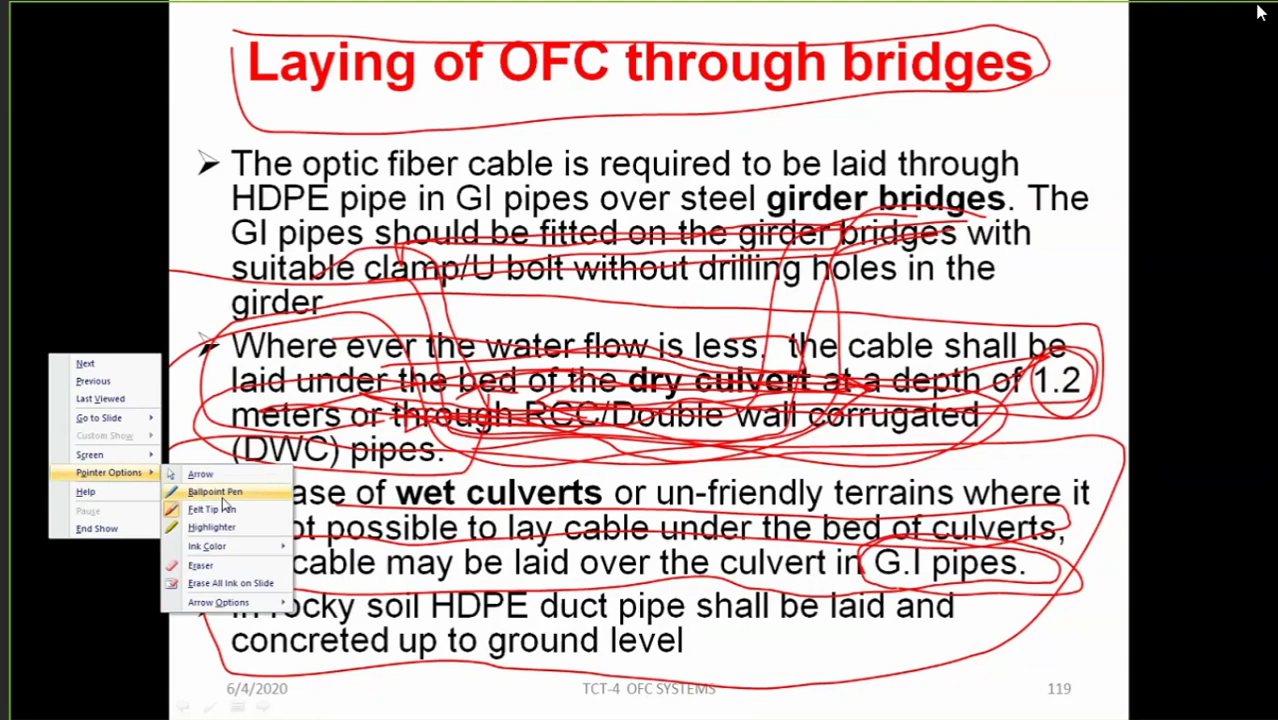 Laying of OFC through bridges
The optic fiber cable is required to be laid through
HDPE pipe in GI pipes over steel girder bridges. The
GI pipes should be fitted on the girder bridges with
suitable clamp/U bolt without drilling holes in the
girder
Where ever the water flow is less, the cable shall be
laid under the bed of the dry culvert at a depth of 1.2
meters or through RCC/Double wall corrugated
(DWC) pipes.
of wet culverts or un-friendly terrains where it
possible to lay cable under the bed of culverts,
cable may be laid over the culvert in G.I pipes.
In rocky soil HDPE duct pipe shall be laid and
concreted up to ground level
6/4/2020 TCT-4 OFC SYSTEMS 119
Next
Previous
Last Viewed
Go to Slide
Custom Show
Screen
Pointer Options
Help
Pause
End Show
Arrow
Ballpoint Pen
Felt Tip
Highlighter
Ink Color
Eraser
Erase All Ink on Slide
Arrow Options